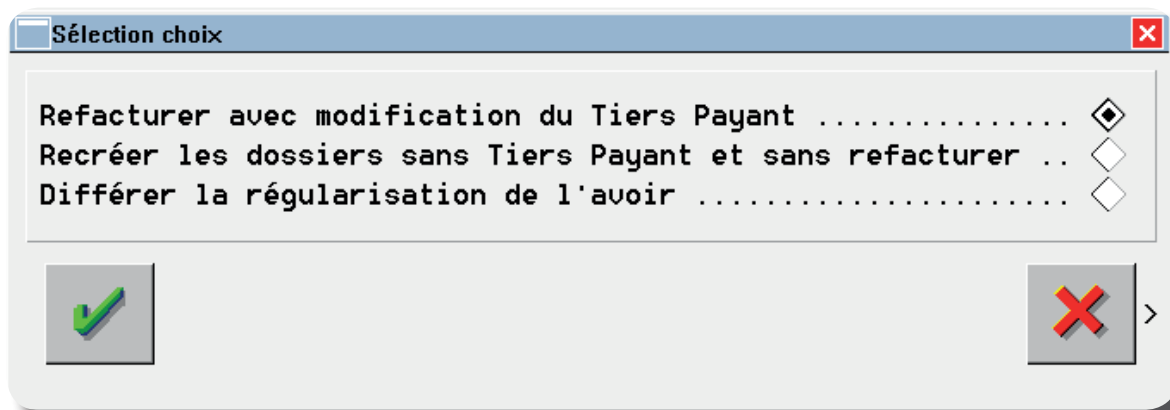 Sélection choix
Refacturer avec modification du Tiers Payant ...............
Recréer les dossiers sans Tiers Payant et sans refacturer ..
Différer la régularisation de l'avoir ......................
>